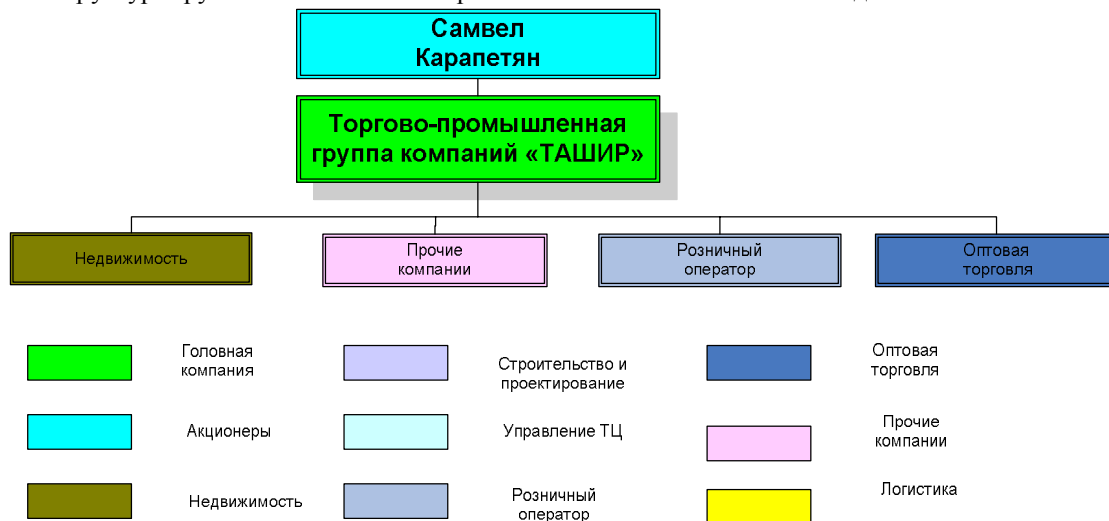 Самвел
Карапетян
Торгово-промышленная
группа компаний «ТАШИР»
Недвижимость
Прочие
компании
Розничный
оператор
Оптовая
торговля
Головная
компания
Строительство и
проектирование
Оптовая
торговля
Акционеры
Управление ТЦ
Прочие
компании
Недвижимость
Розничный
оператор
Логистика